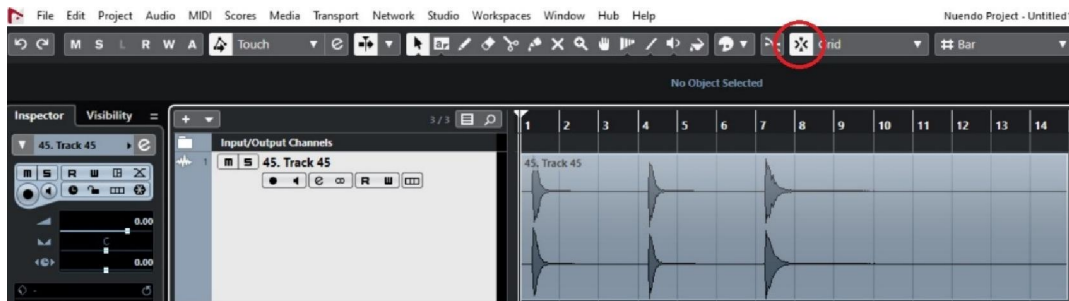 File Edit Project Audio MIDI Scores Media Transport Network Studio Workspaces Window Hub Help Nuendo Project - Untitled1
M S L R W A Touch e Grid Bar
No Object Selected
Inspector Visibility 3/3 1 2 3 4 5 6 7 8 9 10 11 12 13 14
45. Track 45 e Input/Output Channels
m S R W 1 m S 45. Track 45 45. Track 45
e R W
0.00
C
0.00